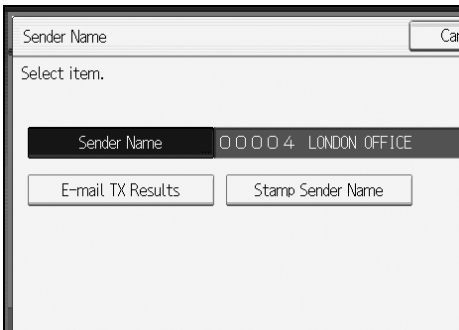 Sender Name
Select item.
Sender Name 00004 LONDON OFFICE
E-mail TX Results Stamp Sender Name